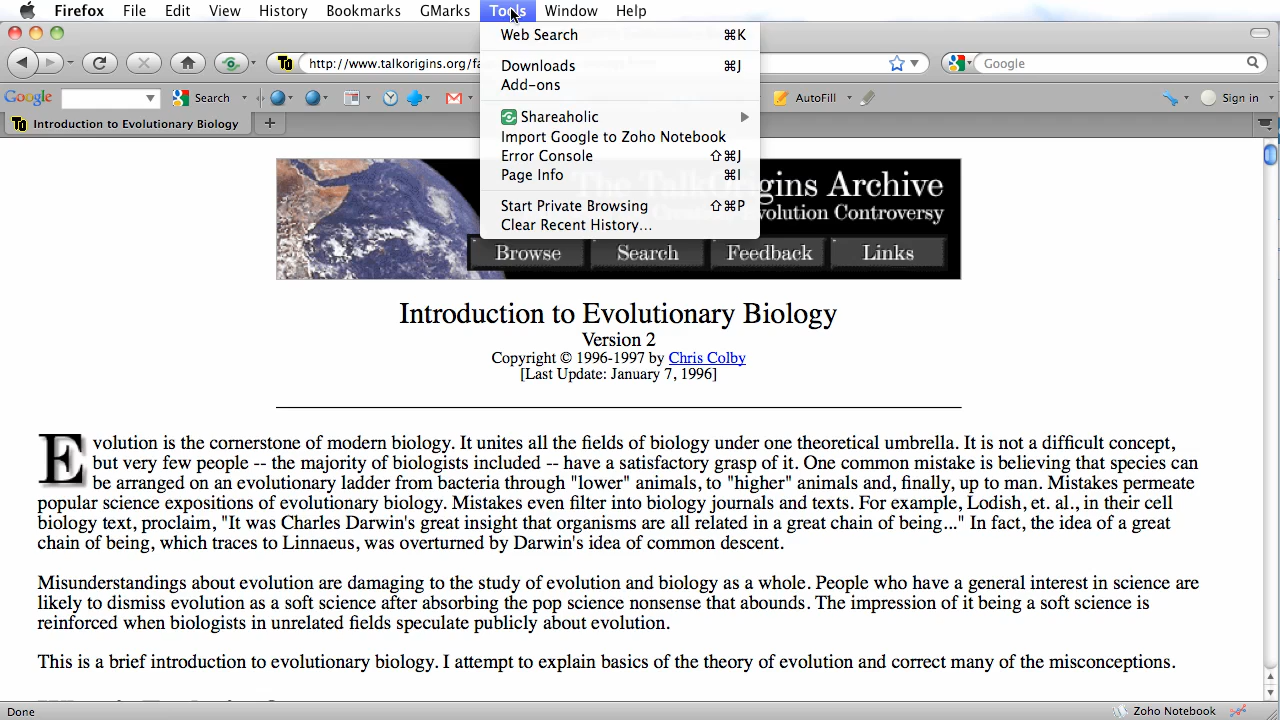 Firefox File Edit View History Bookmarks GMarks Tools Window Help
Web Search ⌘K
Downloads ⌘J
Add-ons
Shareaholic
Import Google to Zoho Notebook
Error Console ⇧⌘J
Page Info ⌘I
Start Private Browsing ⇧⌘P
Clear Recent History...
http://www.talkorigins.org/fa
Google
Google Search AutoFill Sign in
Introduction to Evolutionary Biology
The TalkOrigins Archive
Evolution Controversy
Browse Search Feedback Links
Introduction to Evolutionary Biology
Version 2
Copyright © 1996-1997 by Chris Colby
[Last Update: January 7, 1996]
Evolution is the cornerstone of modern biology. It unites all the fields of biology under one theoretical umbrella. It is not a difficult concept,
but very few people -- the majority of biologists included -- have a satisfactory grasp of it. One common mistake is believing that species can
be arranged on an evolutionary ladder from bacteria through "lower" animals, to "higher" animals and, finally, up to man. Mistakes permeate
popular science expositions of evolutionary biology. Mistakes even filter into biology journals and texts. For example, Lodish, et. al., in their cell
biology text, proclaim, "It was Charles Darwin's great insight that organisms are all related in a great chain of being..." In fact, the idea of a great
chain of being, which traces to Linnaeus, was overturned by Darwin's idea of common descent.
Misunderstandings about evolution are damaging to the study of evolution and biology as a whole. People who have a general interest in science are
likely to dismiss evolution as a soft science after absorbing the pop science nonsense that abounds. The impression of it being a soft science is
reinforced when biologists in unrelated fields speculate publicly about evolution.
This is a brief introduction to evolutionary biology. I attempt to explain basics of the theory of evolution and correct many of the misconceptions.
Done Zoho Notebook